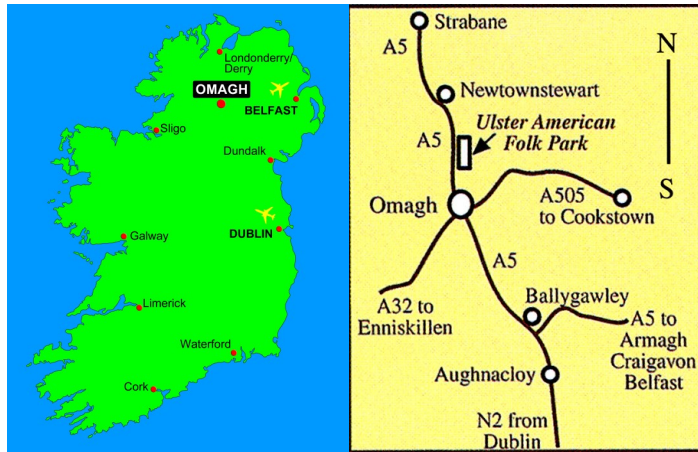 Londonderry/
Derry
OMAGH
BELFAST
Sligo
Dundalk
Galway
DUBLIN
Limerick
Waterford
Cork
Strabane
A5
N
Newtownstewart
A5
Ulster American
Folk Park
S
Omagh
A505
to Cookstown
A5
A32 to
Enniskillen
Ballygawley
A5 to
Armagh
Craigavon
Belfast
Aughnacloy
N2 from
Dublin